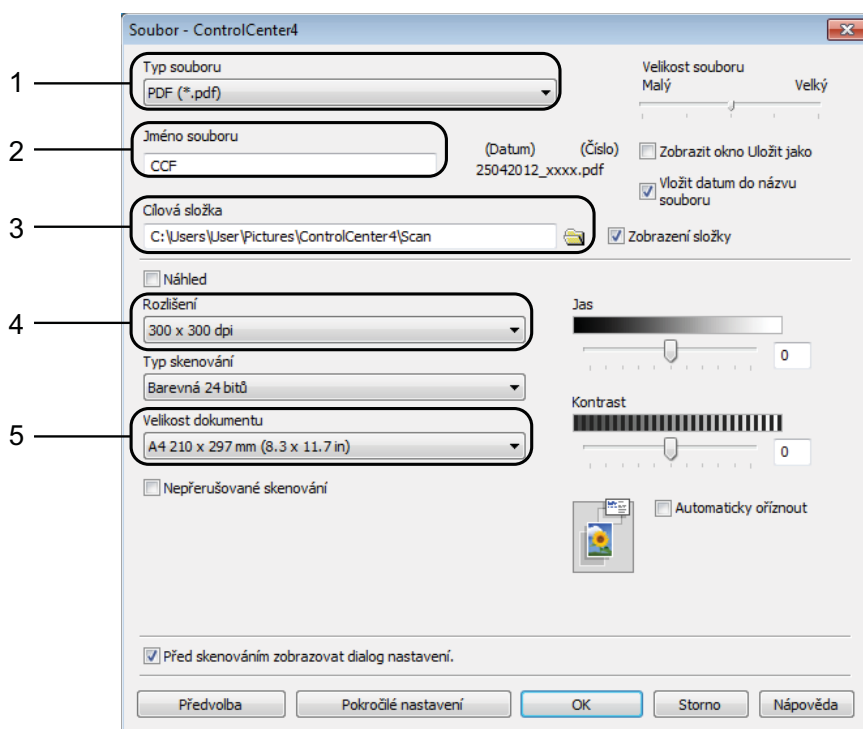 Soubor - ControlCenter4
1
Typ souboru
PDF (*.pdf)
Velikost souboru
Malý Velký
2
Jméno souboru
CCF
(Datum) (Číslo)
25042012_xxxx.pdf
Zobrazit okno Uložit jako
Vložit datum do názvu
souboru
3
Cílová složka
C:\Users\User\Pictures\ControlCenter4\Scan
Zobrazení složky
Náhled
4
Rozlišení
300 x 300 dpi
Jas
0
Typ skenování
Barevná 24 bitů
Kontrast
0
5
Velikost dokumentu
A4 210 x 297 mm (8.3 x 11.7 in)
Nepřerušované skenování
Automaticky oříznout
Před skenováním zobrazovat dialog nastavení.
Předvolba Pokročilé nastavení OK Storno Nápověda